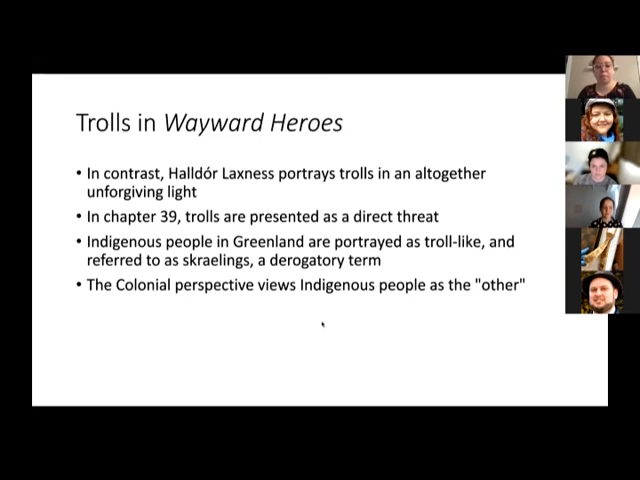 Trolls in Wayward Heroes
• In contrast, Halldór Laxness portrays trolls in an altogether
unforgiving light
• In chapter 39, trolls are presented as a direct threat
• Indigenous people in Greenland are portrayed as troll-like, and
referred to as skraelings, a derogatory term
• The Colonial perspective views Indigenous people as the "other"